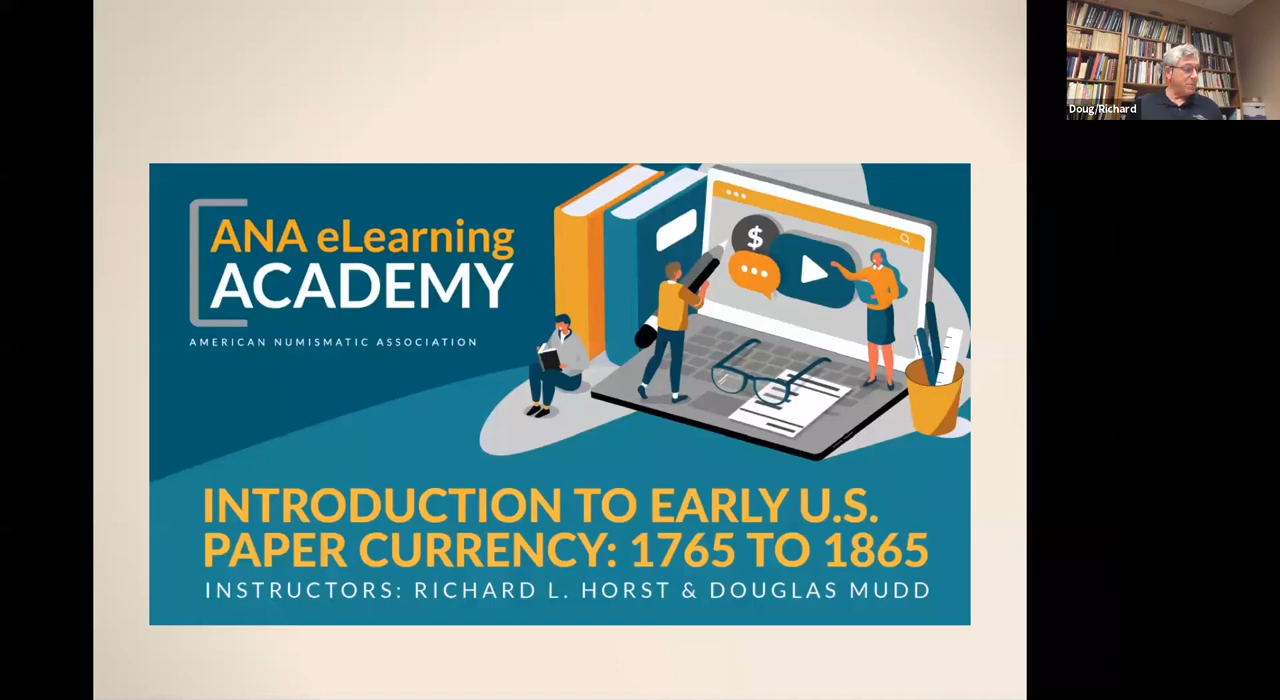 Doug/Richard
ANA eLearning
ACADEMY
AMERICAN NUMISMATIC ASSOCIATION
$
INTRODUCTION TO EARLY U.S.
PAPER CURRENCY: 1765 TO 1865
INSTRUCTORS: RICHARD L. HORST & DOUGLAS MUDD